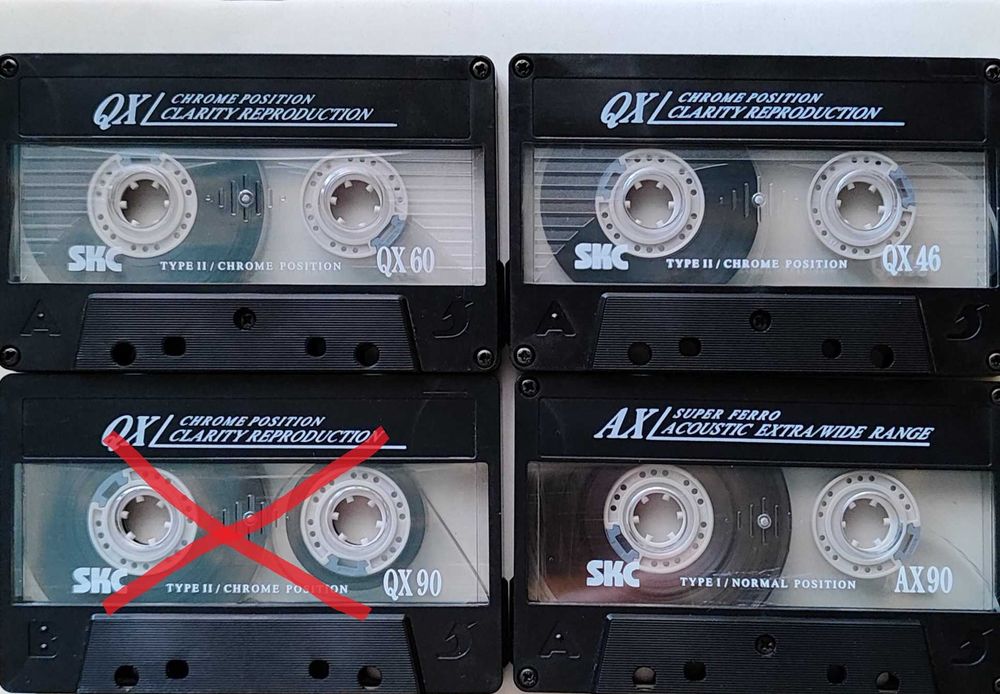 QX CHROME POSITION
CLARITY REPRODUCTION
SKC TYPE II / CHROME POSITION QX 60
A
QX CHROME POSITION
CLARITY REPRODUCTION
SKC TYPE II / CHROME POSITION QX 46
A
QX CHROME POSITION
CLARITY REPRODUCTION
SKC TYPE II / CHROME POSITION QX 90
B
AX SUPER FERRO
ACOUSTIC EXTRA/WIDE RANGE
SKC TYPE I / NORMAL POSITION AX 90
A